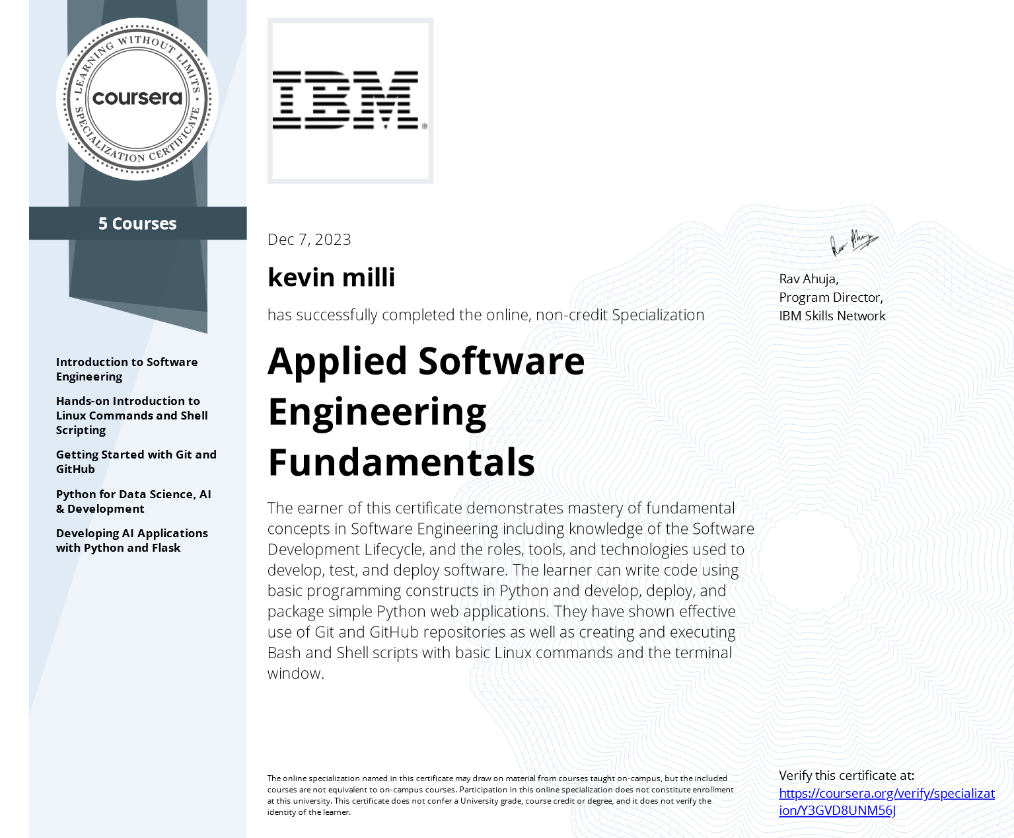 LEARNING WITHOUT LIMITS
coursera
SPECIALIZATION CERTIFICATE
5 Courses
Introduction to Software
Engineering
Hands-on Introduction to
Linux Commands and Shell
Scripting
Getting Started with Git and
GitHub
Python for Data Science, AI
& Development
Developing AI Applications
with Python and Flask
IBM®
Dec 7, 2023
kevin milli
has successfully completed the online, non-credit Specialization
Applied Software
Engineering
Fundamentals
The earner of this certificate demonstrates mastery of fundamental
concepts in Software Engineering including knowledge of the Software
Development Lifecycle, and the roles, tools, and technologies used to
develop, test, and deploy software. The learner can write code using
basic programming constructs in Python and develop, deploy, and
package simple Python web applications. They have shown effective
use of Git and GitHub repositories as well as creating and executing
Bash and Shell scripts with basic Linux commands and the terminal
window.
Rav Ahuja
Rav Ahuja,
Program Director,
IBM Skills Network
The online specialization named in this certificate may draw on material from courses taught on-campus, but the included
courses are not equivalent to on-campus courses. Participation in this online specialization does not constitute enrollment
at this university. This certificate does not confer a University grade, course credit or degree, and it does not verify the
identity of the learner.
Verify this certificate at:
https://coursera.org/verify/specializat
ion/Y3GVD8UNM56J